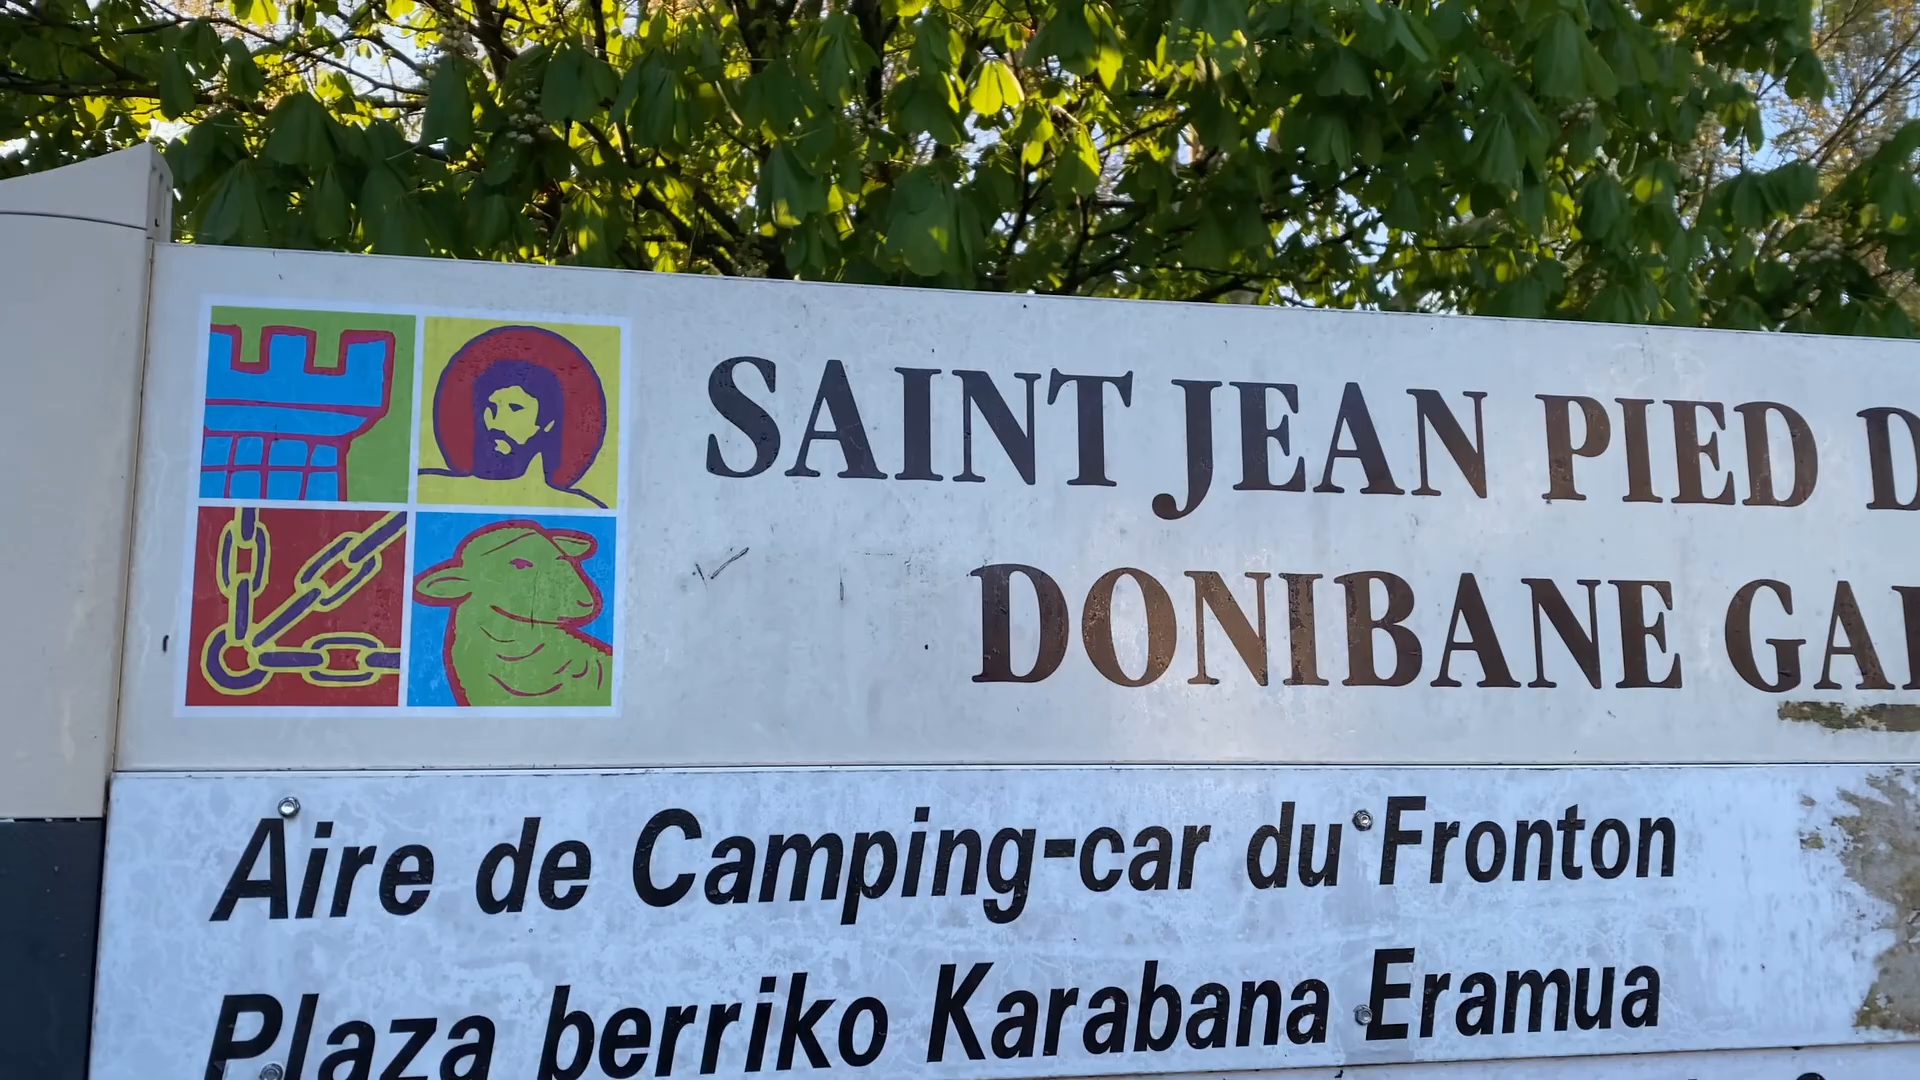 SAINT JEAN PIED D
DONIBANE GA
Aire de Camping-car du Fronton
Plaza berriko Karabana Eramua